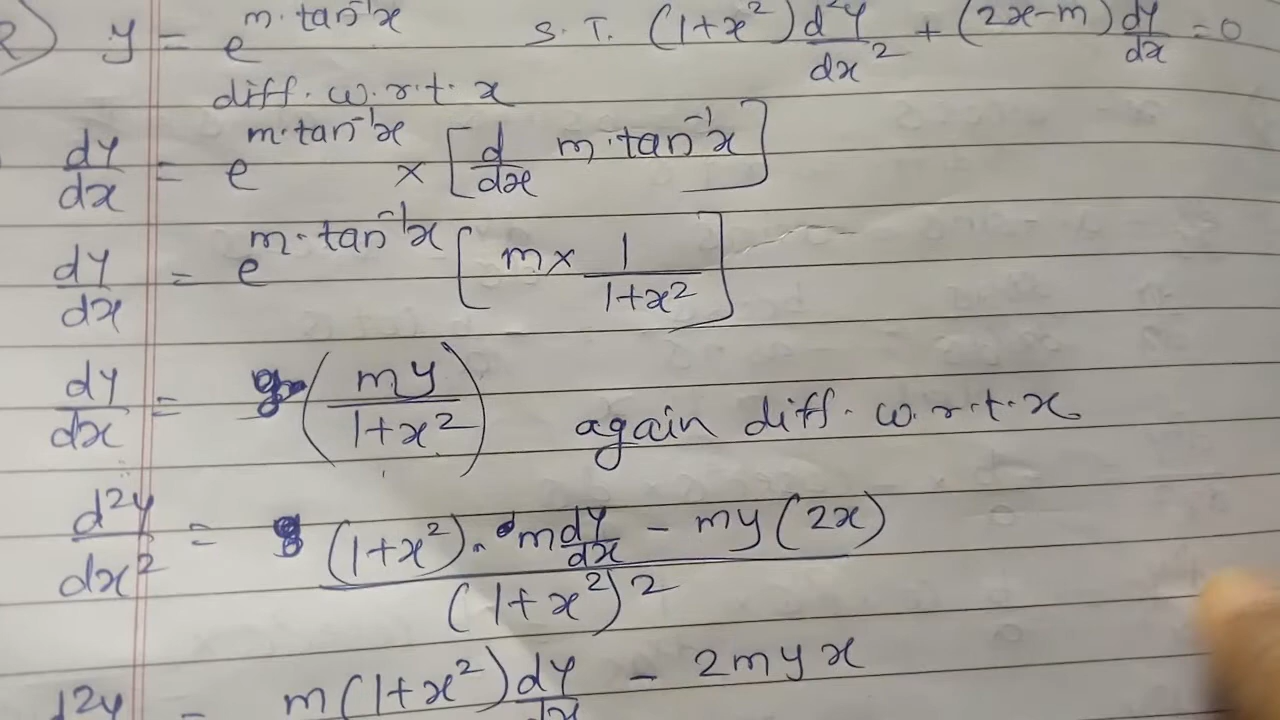 2) y = e^(m·tan⁻¹x) S.T. (1+x²) d²y/dx² + (2x-m) dy/dx = 0
diff. w.r.t. x
dy/dx = e^(m·tan⁻¹x) × [d/dx m·tan⁻¹x]
dy/dx = e^(m·tan⁻¹x) [m× 1/(1+x²)]
dy/dx = (my/(1+x²)) again diff. w.r.t.x
d²y/dx² = ((1+x²). m dy/dx - my(2x))/(1+x²)²
d²y = m(1+x²) dy/dx - 2myx